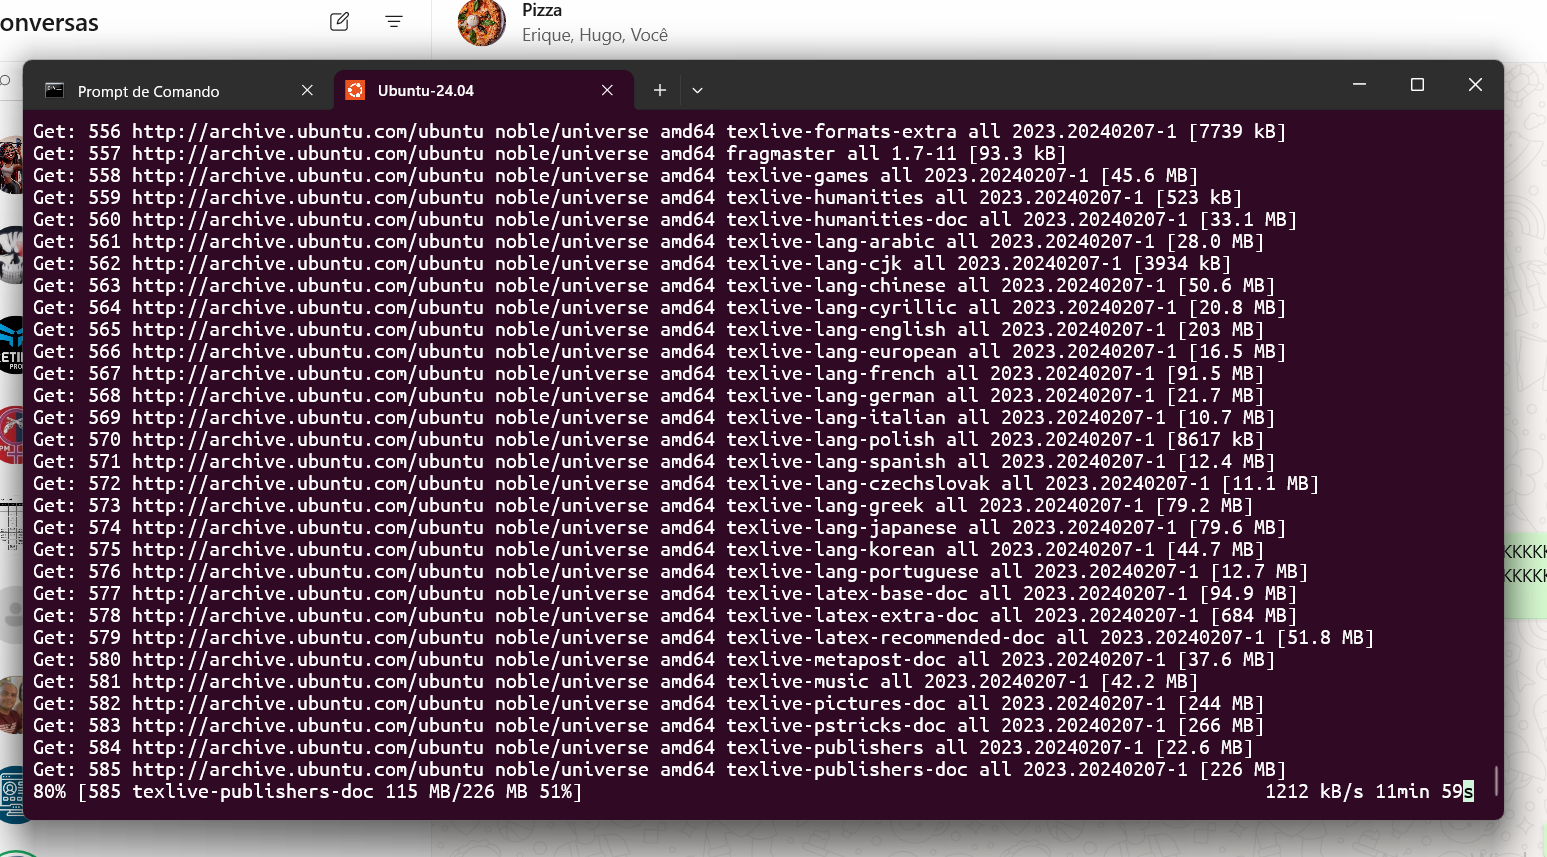 onversas
Pizza
Erique, Hugo, Você
Prompt de Comando
Ubuntu-24.04
Get: 556 http://archive.ubuntu.com/ubuntu noble/universe amd64 texlive-formats-extra all 2023.20240207-1 [7739 kB]
Get: 557 http://archive.ubuntu.com/ubuntu noble/universe amd64 fragmaster all 1.7-11 [93.3 kB]
Get: 558 http://archive.ubuntu.com/ubuntu noble/universe amd64 texlive-games all 2023.20240207-1 [45.6 MB]
Get: 559 http://archive.ubuntu.com/ubuntu noble/universe amd64 texlive-humanities all 2023.20240207-1 [523 kB]
Get: 560 http://archive.ubuntu.com/ubuntu noble/universe amd64 texlive-humanities-doc all 2023.20240207-1 [33.1 MB]
Get: 561 http://archive.ubuntu.com/ubuntu noble/universe amd64 texlive-lang-arabic all 2023.20240207-1 [28.0 MB]
Get: 562 http://archive.ubuntu.com/ubuntu noble/universe amd64 texlive-lang-cjk all 2023.20240207-1 [3934 kB]
Get: 563 http://archive.ubuntu.com/ubuntu noble/universe amd64 texlive-lang-chinese all 2023.20240207-1 [50.6 MB]
Get: 564 http://archive.ubuntu.com/ubuntu noble/universe amd64 texlive-lang-cyrillic all 2023.20240207-1 [20.8 MB]
Get: 565 http://archive.ubuntu.com/ubuntu noble/universe amd64 texlive-lang-english all 2023.20240207-1 [203 MB]
Get: 566 http://archive.ubuntu.com/ubuntu noble/universe amd64 texlive-lang-european all 2023.20240207-1 [16.5 MB]
Get: 567 http://archive.ubuntu.com/ubuntu noble/universe amd64 texlive-lang-french all 2023.20240207-1 [91.5 MB]
Get: 568 http://archive.ubuntu.com/ubuntu noble/universe amd64 texlive-lang-german all 2023.20240207-1 [21.7 MB]
Get: 569 http://archive.ubuntu.com/ubuntu noble/universe amd64 texlive-lang-italian all 2023.20240207-1 [10.7 MB]
Get: 570 http://archive.ubuntu.com/ubuntu noble/universe amd64 texlive-lang-polish all 2023.20240207-1 [8617 kB]
Get: 571 http://archive.ubuntu.com/ubuntu noble/universe amd64 texlive-lang-spanish all 2023.20240207-1 [12.4 MB]
Get: 572 http://archive.ubuntu.com/ubuntu noble/universe amd64 texlive-lang-czechslovak all 2023.20240207-1 [11.1 MB]
Get: 573 http://archive.ubuntu.com/ubuntu noble/universe amd64 texlive-lang-greek all 2023.20240207-1 [79.2 MB]
Get: 574 http://archive.ubuntu.com/ubuntu noble/universe amd64 texlive-lang-japanese all 2023.20240207-1 [79.6 MB]
Get: 575 http://archive.ubuntu.com/ubuntu noble/universe amd64 texlive-lang-korean all 2023.20240207-1 [44.7 MB]
Get: 576 http://archive.ubuntu.com/ubuntu noble/universe amd64 texlive-lang-portuguese all 2023.20240207-1 [12.7 MB]
Get: 577 http://archive.ubuntu.com/ubuntu noble/universe amd64 texlive-latex-base-doc all 2023.20240207-1 [94.9 MB]
Get: 578 http://archive.ubuntu.com/ubuntu noble/universe amd64 texlive-latex-extra-doc all 2023.20240207-1 [684 MB]
Get: 579 http://archive.ubuntu.com/ubuntu noble/universe amd64 texlive-latex-recommended-doc all 2023.20240207-1 [51.8 MB]
Get: 580 http://archive.ubuntu.com/ubuntu noble/universe amd64 texlive-metapost-doc all 2023.20240207-1 [37.6 MB]
Get: 581 http://archive.ubuntu.com/ubuntu noble/universe amd64 texlive-music all 2023.20240207-1 [42.2 MB]
Get: 582 http://archive.ubuntu.com/ubuntu noble/universe amd64 texlive-pictures-doc all 2023.20240207-1 [244 MB]
Get: 583 http://archive.ubuntu.com/ubuntu noble/universe amd64 texlive-pstricks-doc all 2023.20240207-1 [266 MB]
Get: 584 http://archive.ubuntu.com/ubuntu noble/universe amd64 texlive-publishers all 2023.20240207-1 [22.6 MB]
Get: 585 http://archive.ubuntu.com/ubuntu noble/universe amd64 texlive-publishers-doc all 2023.20240207-1 [226 MB]
80% [585 texlive-publishers-doc 115 MB/226 MB 51%] 1212 kB/s 11min 59s